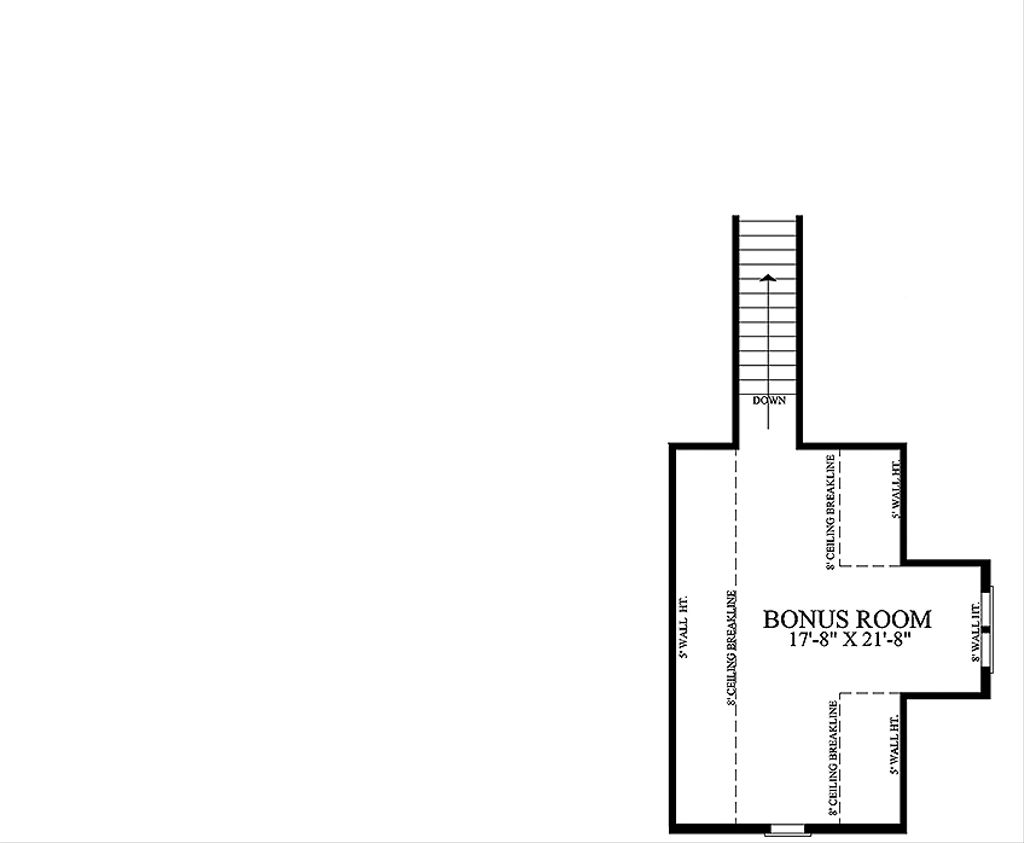 DOWN
8' CEILING BREAKLINE
5' WALL HT.
5' WALL HT.
8' CEILING BREAKLINE
BONUS ROOM
17'-8" X 21'-8"
8' WALL HT.
8' CEILING BREAKLINE
5' WALL HT.